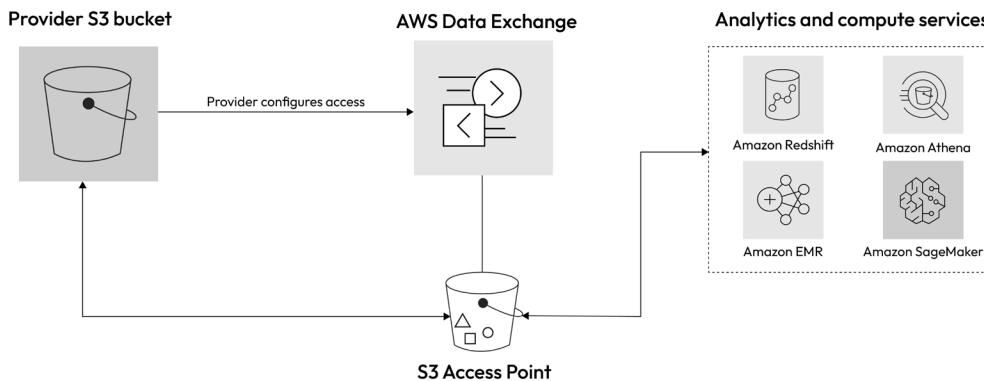 Provider S3 bucket
AWS Data Exchange
Analytics and compute services
Provider configures access
Amazon Redshift
Amazon Athena
Amazon EMR
Amazon SageMaker
S3 Access Point